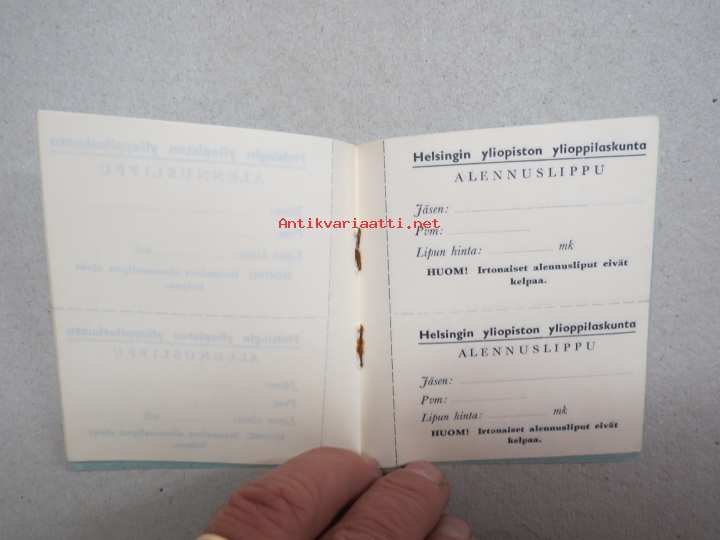 Helsingin yliopiston ylioppilaskunta
ALENNUSLIPPU
Jäsen:
Antikvariaatti.net
Pvm:
Lipun hinta: mk
HUOM! Irtonaiset alennusliput eivät
kelpaa.
Helsingin yliopiston ylioppilaskunta
ALENNUSLIPPU
Jäsen:
Pvm:
Lipun hinta: mk
HUOM! Irtonaiset alennusliput eivät
kelpaa.